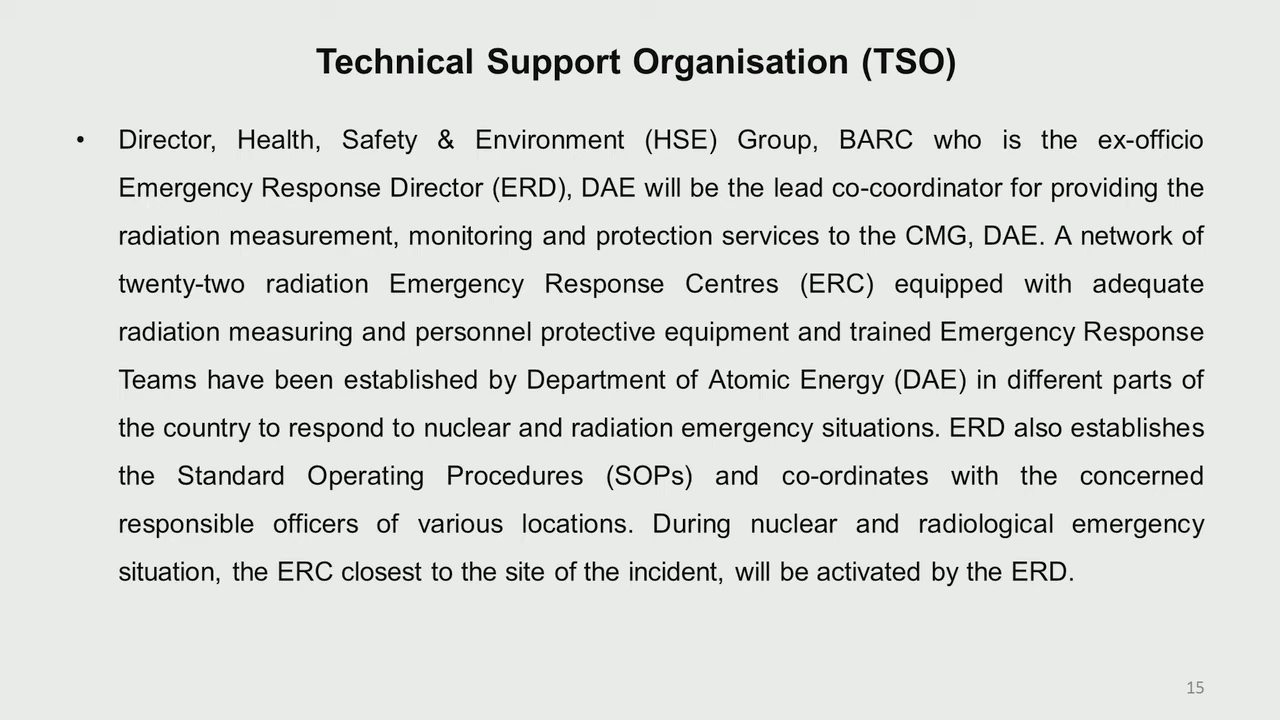 Technical Support Organisation (TSO)
• Director, Health, Safety & Environment (HSE) Group, BARC who is the ex-officio
Emergency Response Director (ERD), DAE will be the lead co-coordinator for providing the
radiation measurement, monitoring and protection services to the CMG, DAE. A network of
twenty-two radiation Emergency Response Centres (ERC) equipped with adequate
radiation measuring and personnel protective equipment and trained Emergency Response
Teams have been established by Department of Atomic Energy (DAE) in different parts of
the country to respond to nuclear and radiation emergency situations. ERD also establishes
the Standard Operating Procedures (SOPs) and co-ordinates with the concerned
responsible officers of various locations. During nuclear and radiological emergency
situation, the ERC closest to the site of the incident, will be activated by the ERD.
15